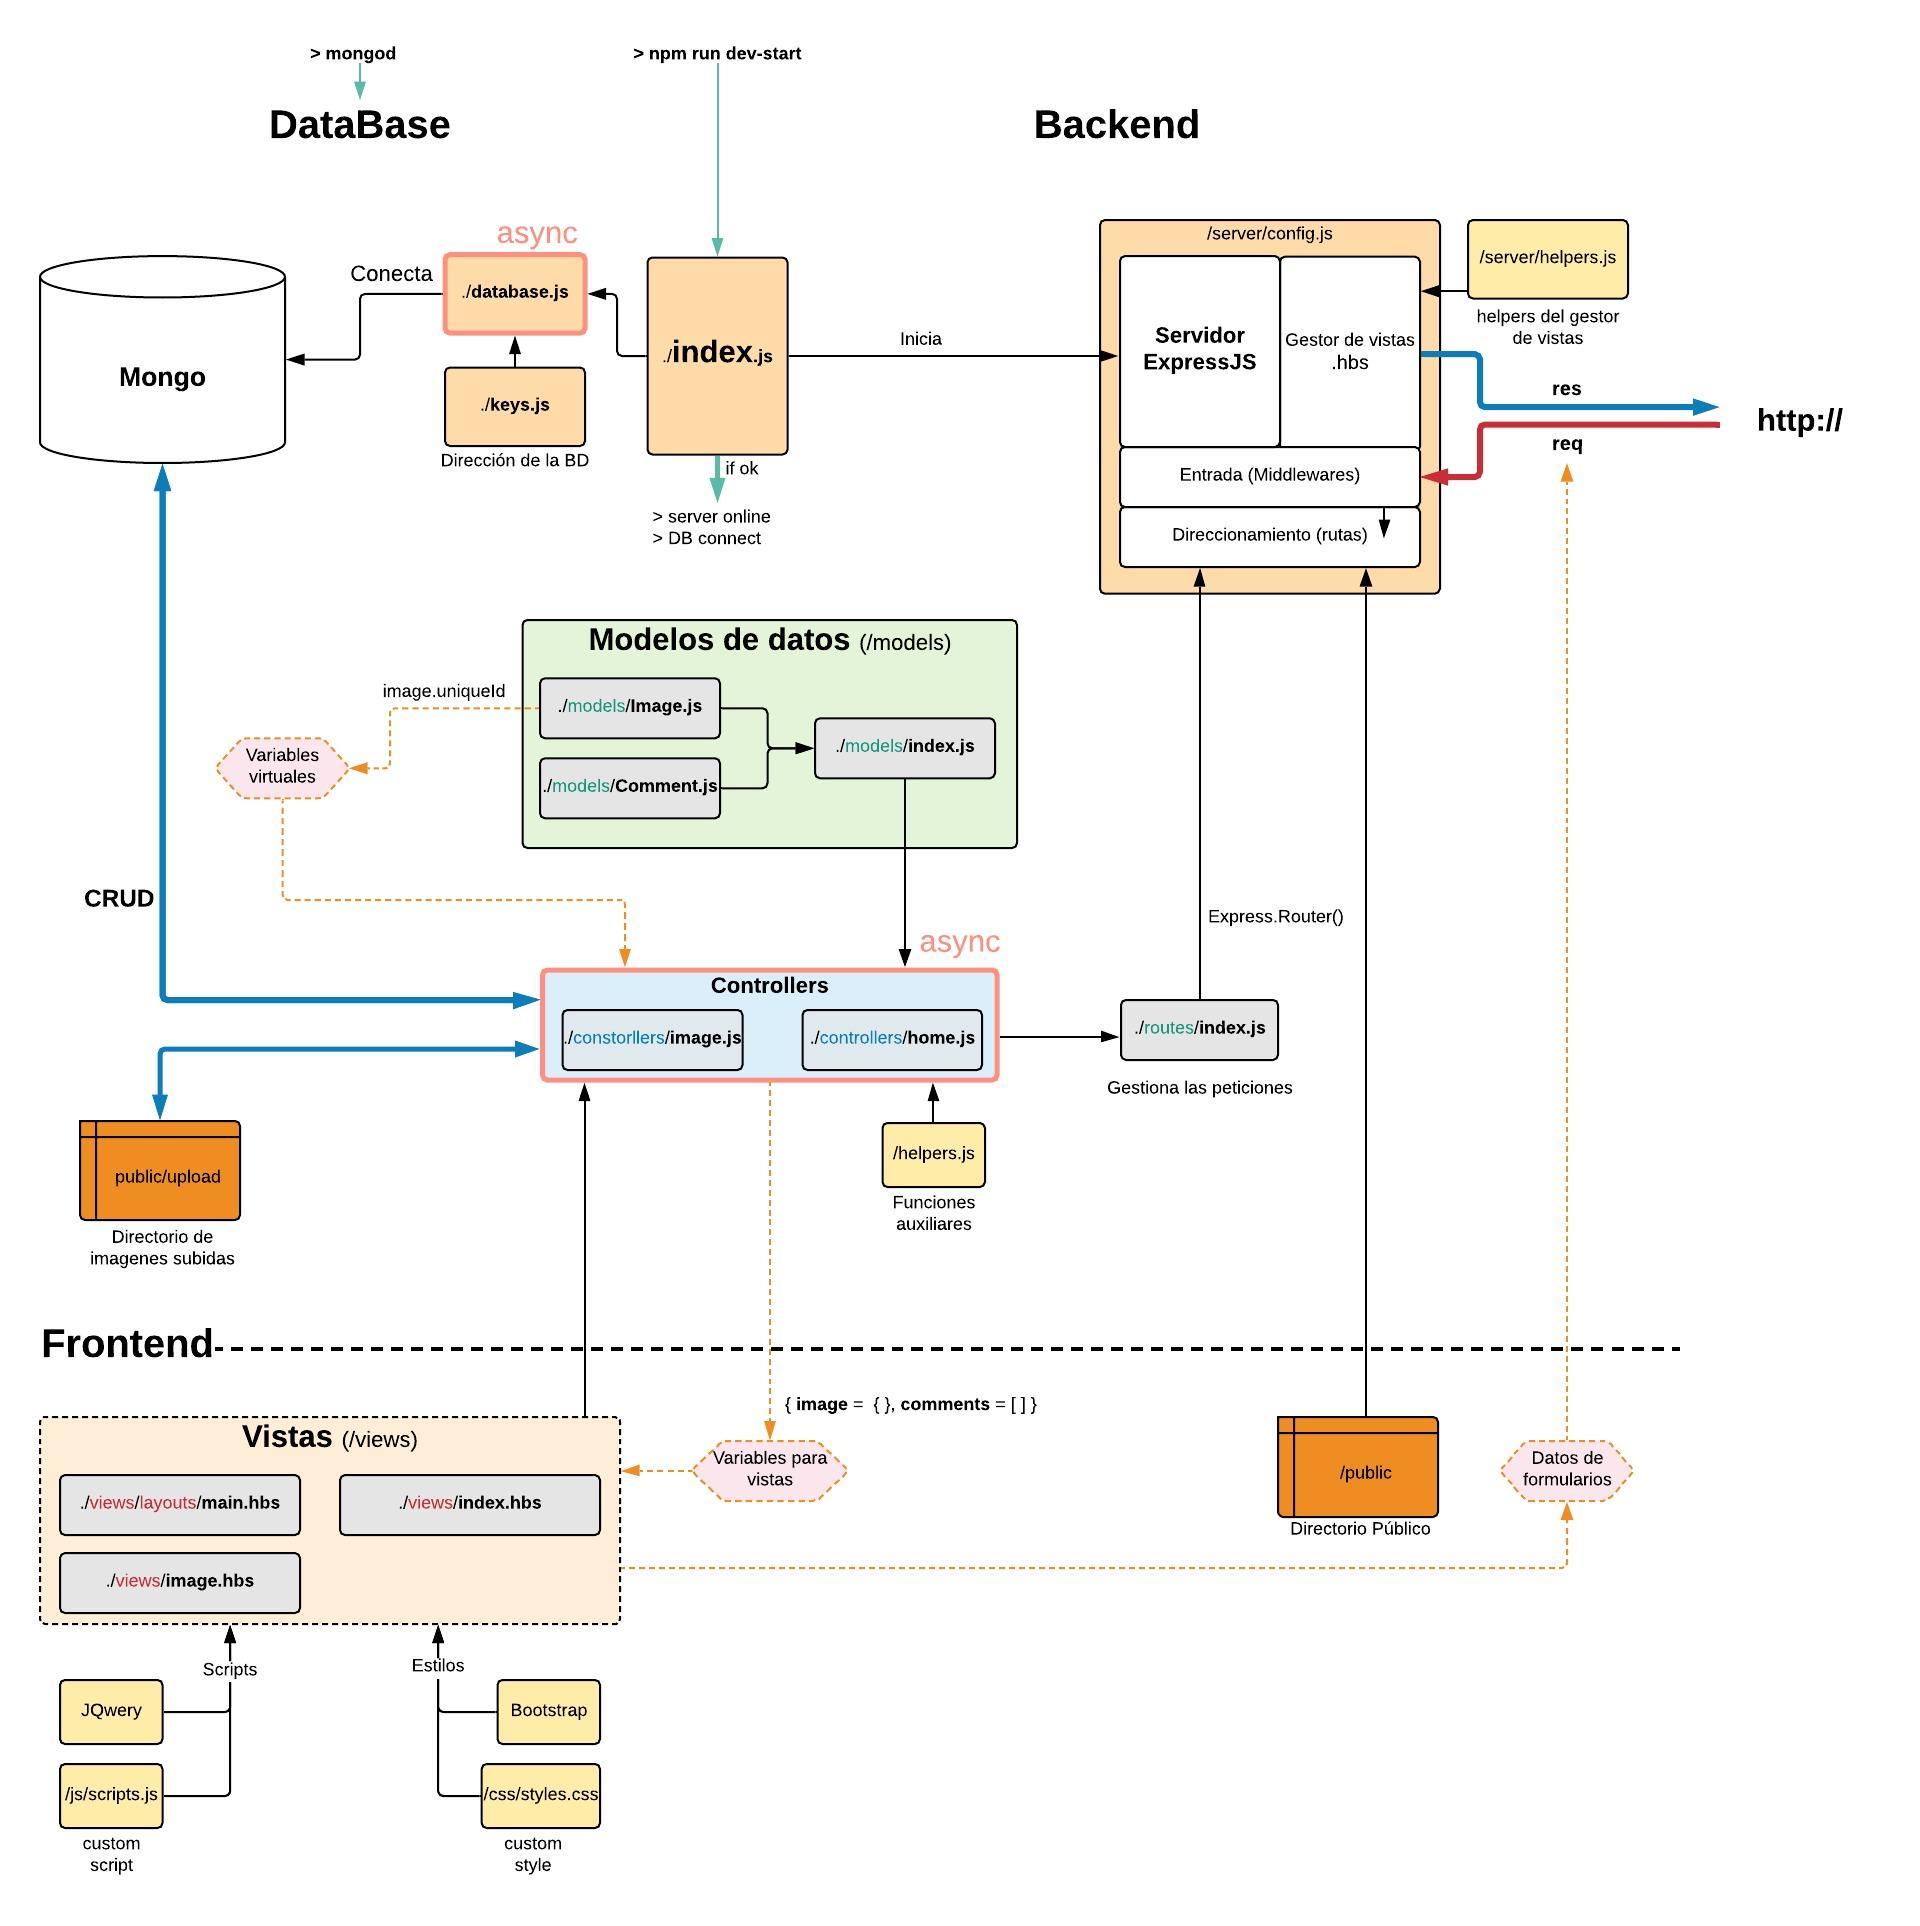 > mongod
> npm run dev-start
DataBase
Backend
async
/server/config.js
/server/helpers.js
Conecta
./database.js
Servidor
ExpressJS
Gestor de vistas
.hbs
helpers del gestor
de vistas
./index.js
Inicia
Mongo
./keys.js
Dirección de la BD
res
http://
req
if ok
> server online
> DB connect
Entrada (Middlewares)
Direccionamiento (rutas)
Modelos de datos (/models)
image.uniqueId
./models/Image.js
./models/index.js
./models/Comment.js
Variables
virtuales
CRUD
Express.Router()
async
Controllers
./constorllers/image.js
./controllers/home.js
./routes/index.js
Gestiona las peticiones
/helpers.js
Funciones
auxiliares
public/upload
Directorio de
imagenes subidas
Frontend
{ image = { }, comments = [ ] }
Vistas (/views)
Variables para
vistas
./views/layouts/main.hbs
./views/index.hbs
./views/image.hbs
/public
Directorio Público
Datos de
formularios
Scripts
Estilos
JQwery
Bootstrap
/js/scripts.js
/css/styles.css
custom
script
custom
style